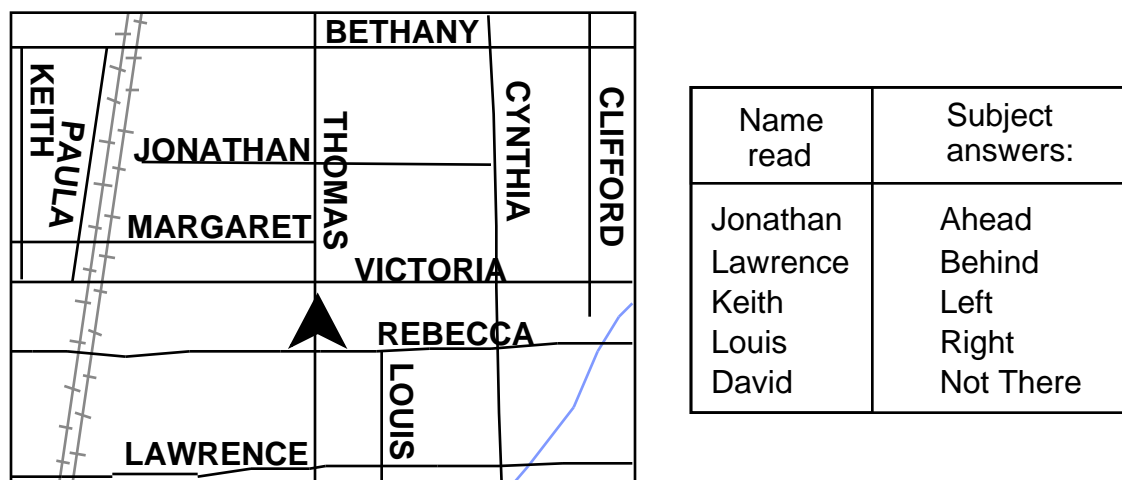 BETHANY
KEITH
PAULA
JONATHAN
THOMAS
CYNTHIA
CLIFFORD
MARGARET
VICTORIA
REBECCA
LOUIS
LAWRENCE
Name read
Subject answers:
Jonathan Ahead
Lawrence Behind
Keith Left
Louis Right
David Not There